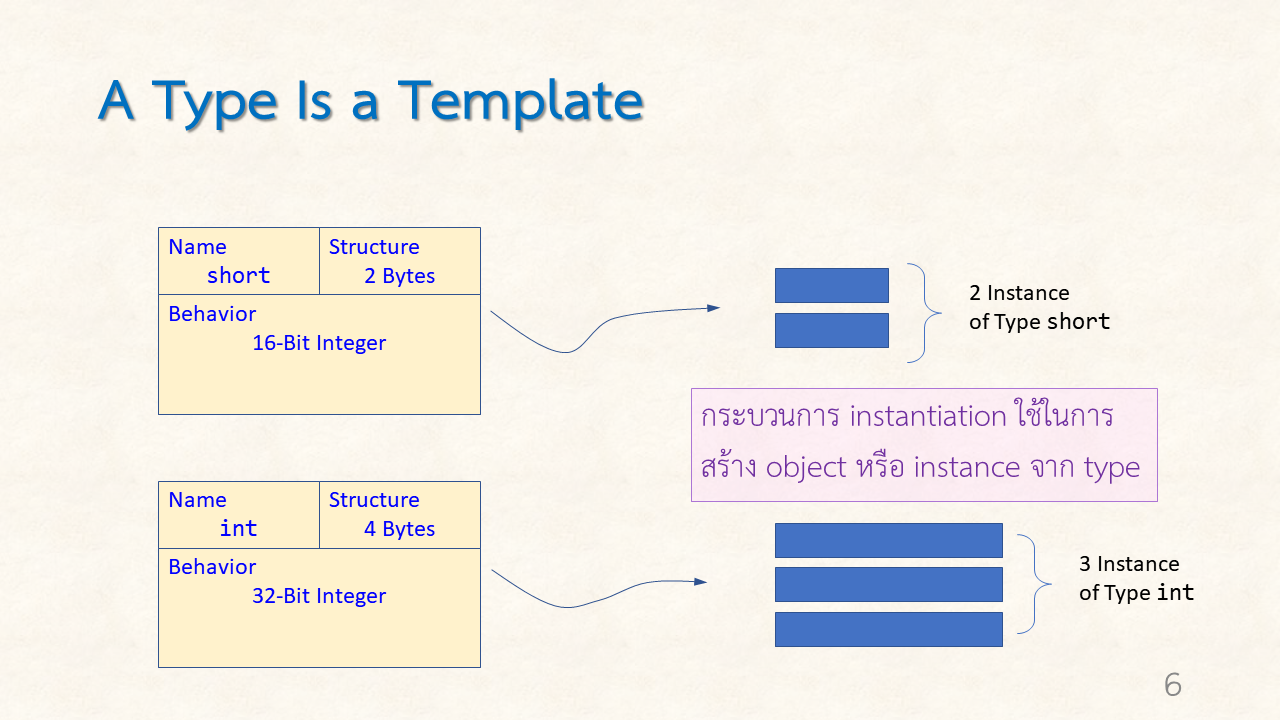 A Type Is a Template
Name
short
Structure
2 Bytes
Behavior
16-Bit Integer
2 Instance
of Type short
กระบวนการ instantiation ใช้ในการ
สร้าง object หรือ instance จาก type
Name
int
Structure
4 Bytes
Behavior
32-Bit Integer
3 Instance
of Type int
6